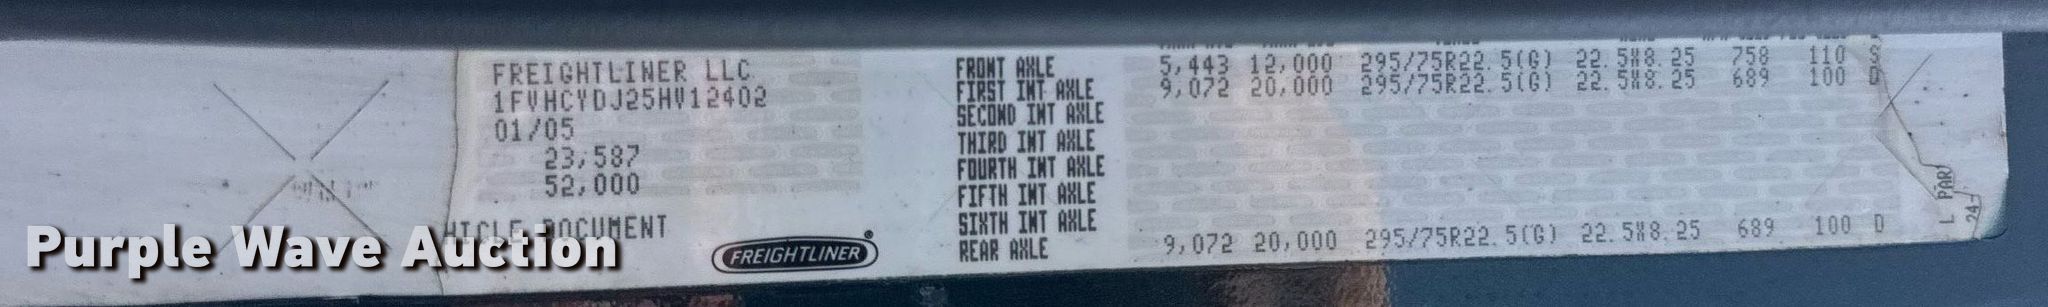 FREIGHTLINER LLC
1FVHCYDJ25HV12402
01/05
23,587
52,000
HICLE DOCUMENT
FREIGHTLINER®
FRONT AXLE 5,443 12,000 295/75R22.5(G) 22.5X8.25 758 110 S
FIRST INT AXLE 9,072 20,000 295/75R22.5(G) 22.5X8.25 689 100 D
SECOND INT AXLE
THIRD INT AXLE
FOURTH INT AXLE
FIFTH INT AXLE
SIXTH INT AXLE
REAR AXLE 9,072 20,000 295/75R22.5(G) 22.5X8.25 689 100 D
L PAR
24-
Purple Wave Auction